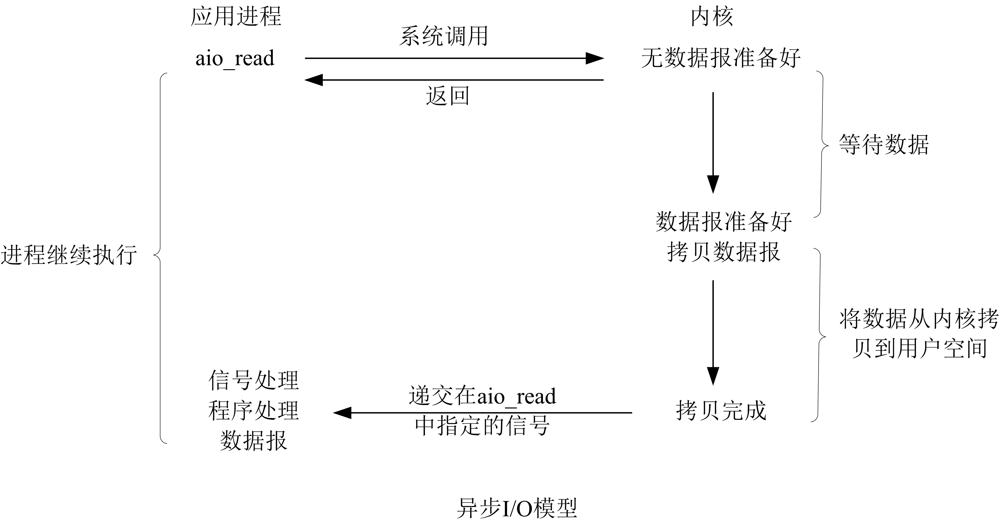 应用进程
内核
系统调用
aio_read
无数据报准备好
返回
等待数据
数据报准备好
进程继续执行
拷贝数据报
将数据从内核拷
贝到用户空间
信号处理
程序处理
数据报
递交在aio_read
中指定的信号
拷贝完成
异步I/O模型